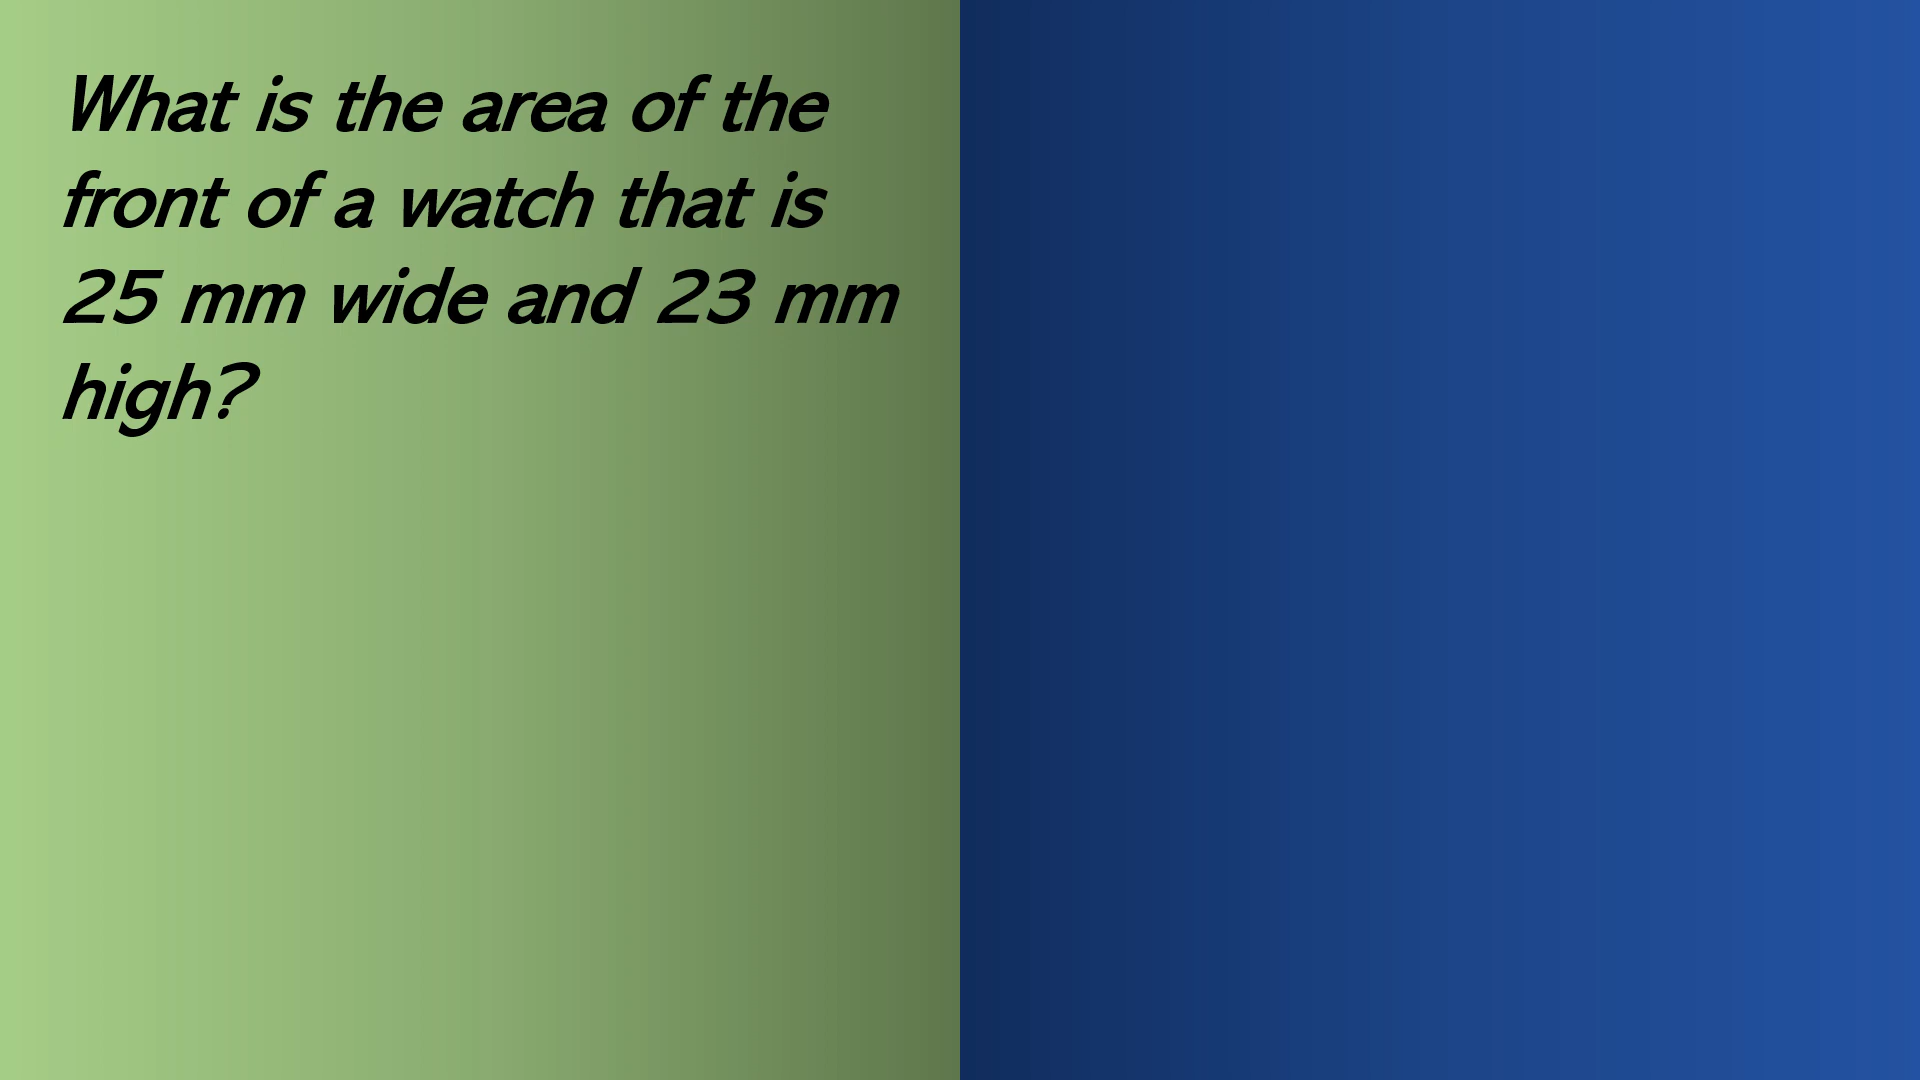 What is the area of the
front of a watch that is
25 mm wide and 23 mm
high?